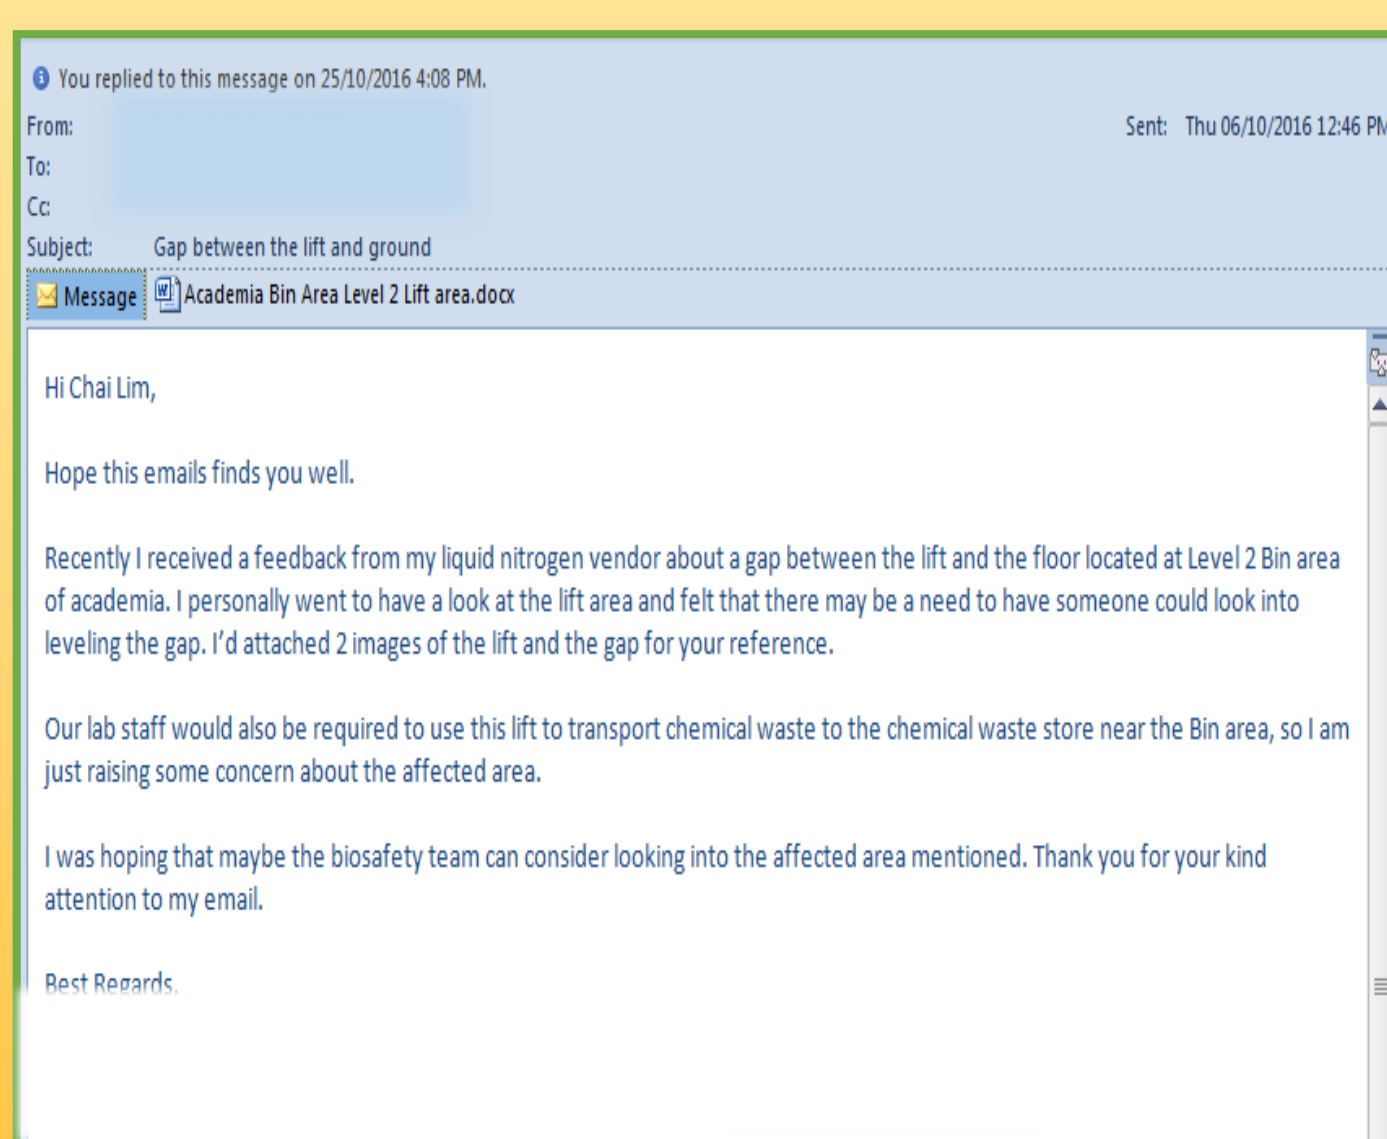 You replied to this message on 25/10/2016 4:08 PM.
From:
Sent: Thu 06/10/2016 12:46 PM
To:
Cc:
Subject: Gap between the lift and ground
Message Academia Bin Area Level 2 Lift area.docx
Hi Chai Lim,
Hope this emails finds you well.
Recently I received a feedback from my liquid nitrogen vendor about a gap between the lift and the floor located at Level 2 Bin area
of academia. I personally went to have a look at the lift area and felt that there may be a need to have someone could look into
leveling the gap. I'd attached 2 images of the lift and the gap for your reference.
Our lab staff would also be required to use this lift to transport chemical waste to the chemical waste store near the Bin area, so I am
just raising some concern about the affected area.
I was hoping that maybe the biosafety team can consider looking into the affected area mentioned. Thank you for your kind
attention to my email.
Best Regards,